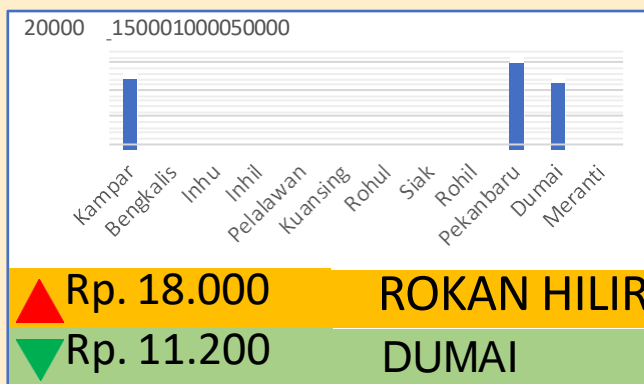 20000 _150001000050000
Kampar
Bengkalis
Inhu
Inhil
Pelalawan
Kuansing
Rohul
Siak
Rohil
Pekanbaru
Dumai
Meranti
Rp. 18.000 ROKAN HILIR
Rp. 11.200 DUMAI